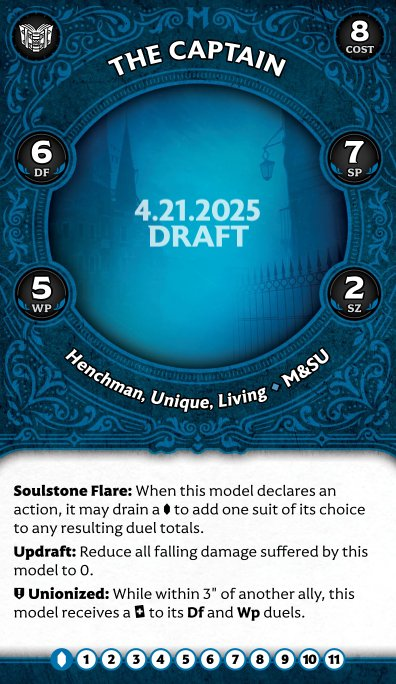 8
COST
THE CAPTAIN
6
DF
7
SP
4.21.2025
DRAFT
5
WP
2
SZ
Henchman, Unique, Living • M&SU
Soulstone Flare: When this model declares an
action, it may drain a to add one suit of its choice
to any resulting duel totals.
Updraft: Reduce all falling damage suffered by this
model to 0.
Unionized: While within 3" of another ally, this
model receives a to its Df and Wp duels.
1 2 3 4 5 6 7 8 9 10 11